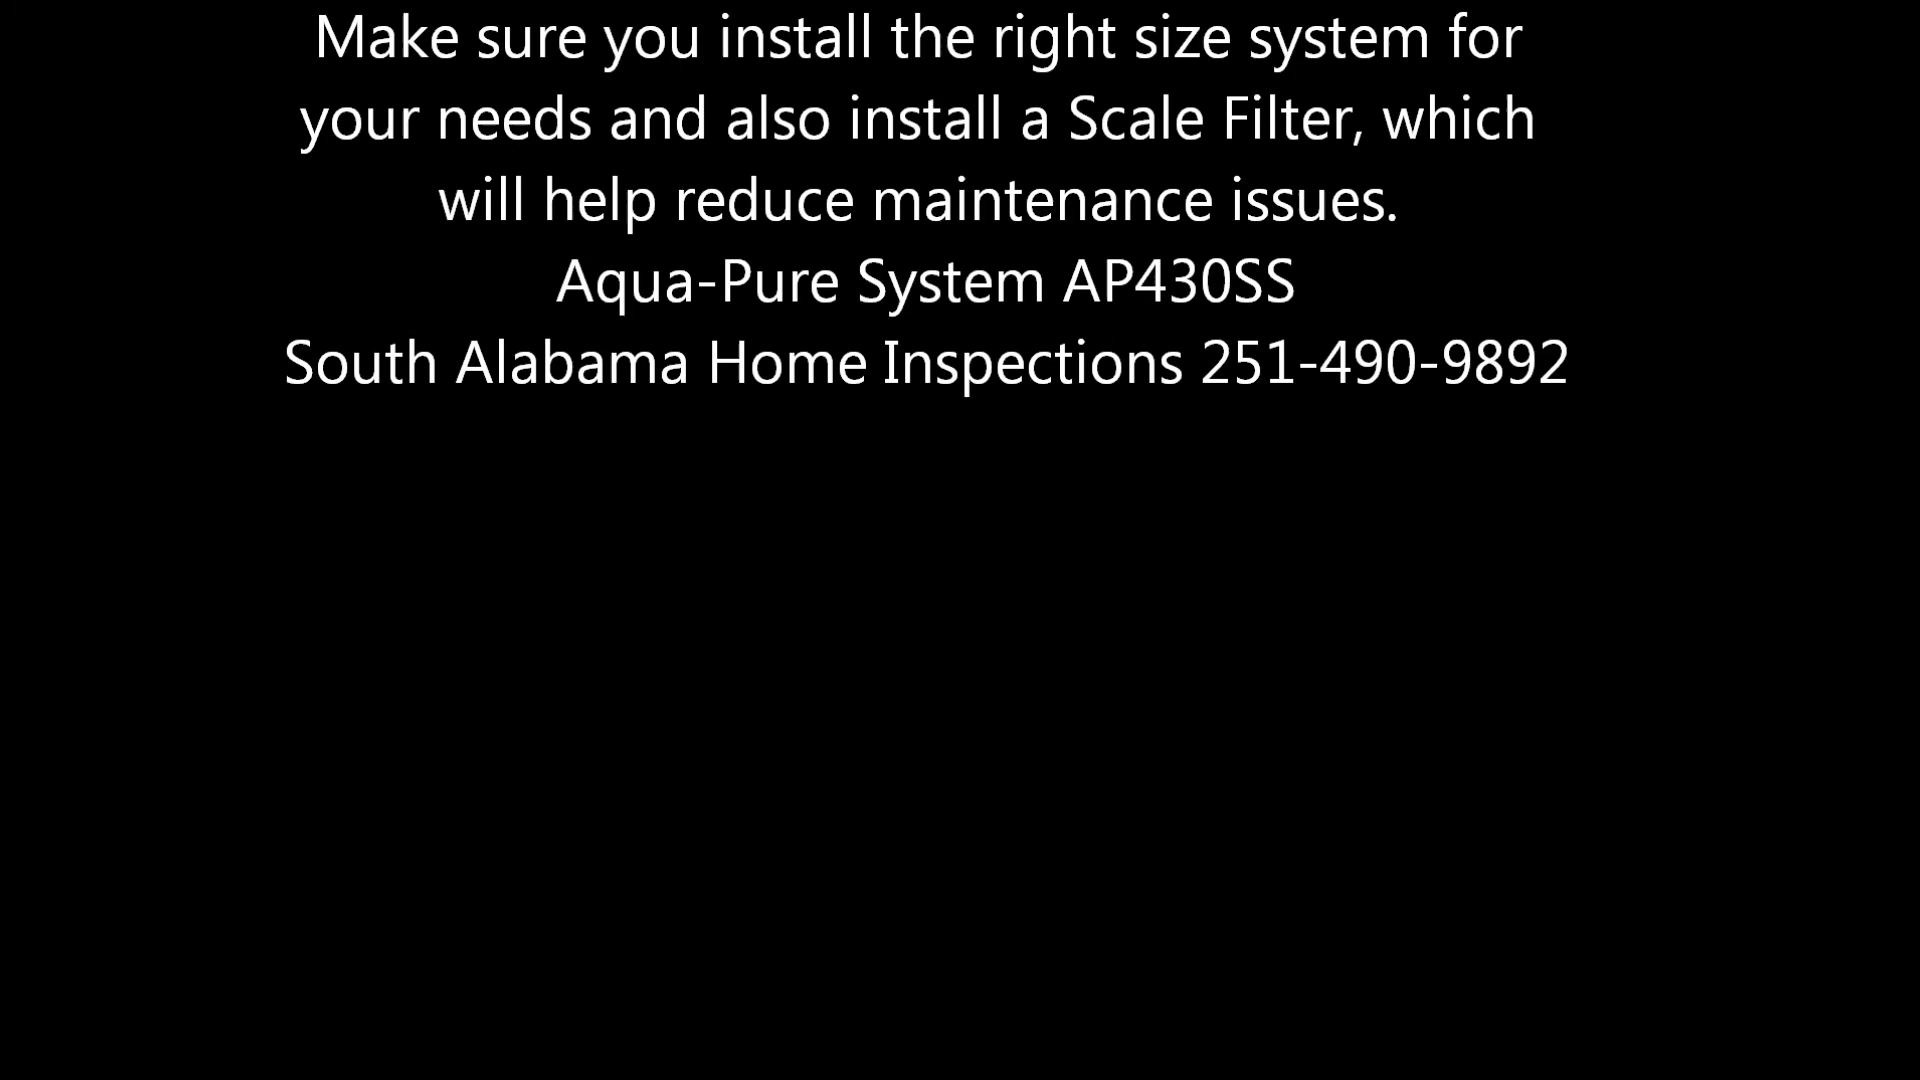 Make sure you install the right size system for
your needs and also install a Scale Filter, which
will help reduce maintenance issues.
Aqua-Pure System AP430SS
South Alabama Home Inspections 251-490-9892